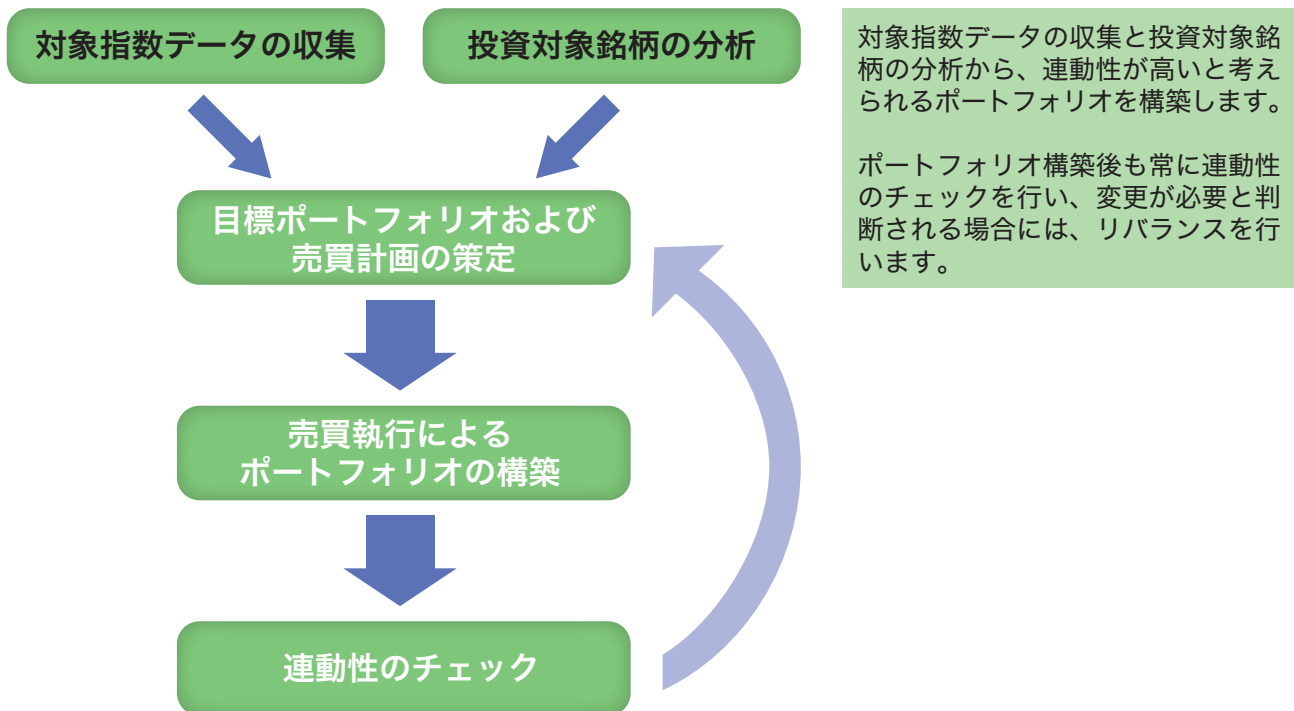 対象指数データの収集
投資対象銘柄の分析
目標ポートフォリオおよび
売買計画の策定
売買執行による
ポートフォリオの構築
連動性のチェック
対象指数データの収集と投資対象銘
柄の分析から、連動性が高いと考え
られるポートフォリオを構築します。
ポートフォリオ構築後も常に連動性
のチェックを行い、変更が必要と判
断される場合には、リバランスを行
います。